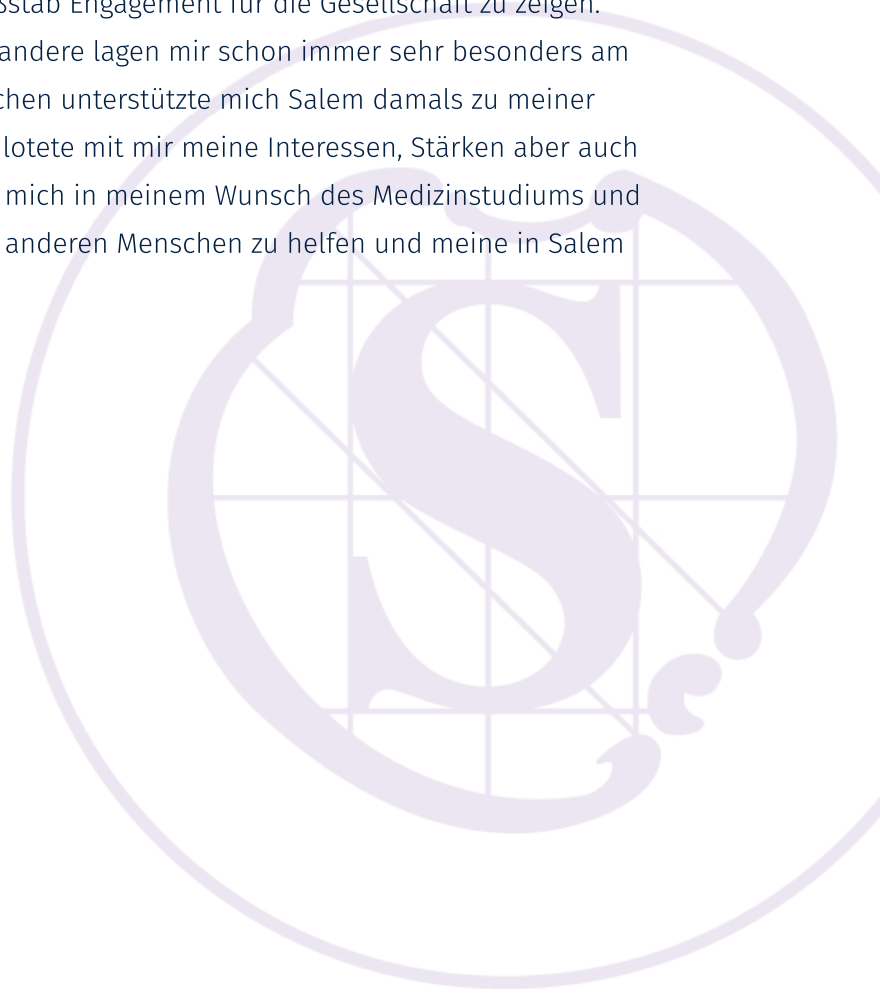 ßstab Engagement für die Gesellschaft zu zeigen.
andere lagen mir schon immer sehr besonders am
chen unterstützte mich Salem damals zu meiner
lotete mit mir meine Interessen, Stärken aber auch
mich in meinem Wunsch des Medizinstudiums und
anderen Menschen zu helfen und meine in Salem
S